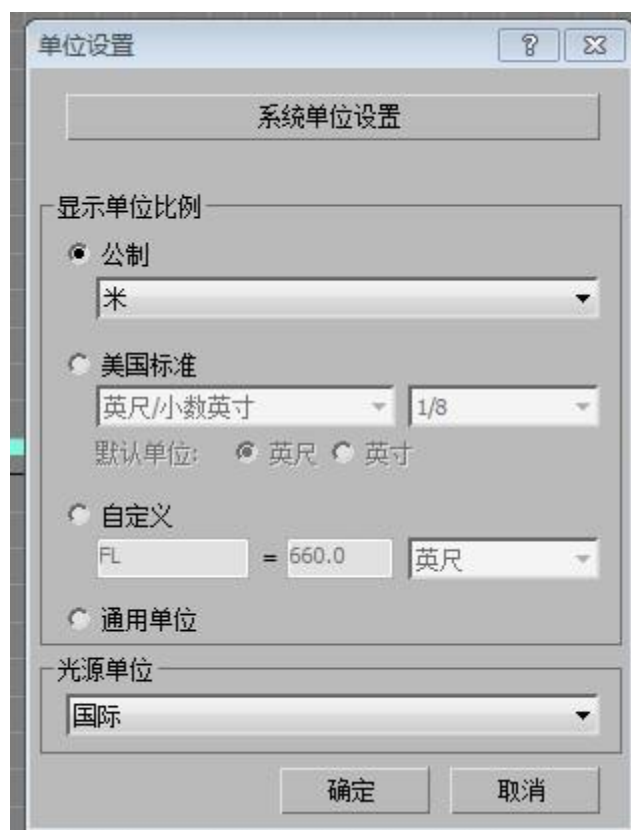 单位设置
系统单位设置
显示单位比例
公制
米
美国标准
英尺/小数英寸 1/8
默认单位: 英尺 英寸
自定义
FL = 660.0 英尺
通用单位
光源单位
国际
确定 取消